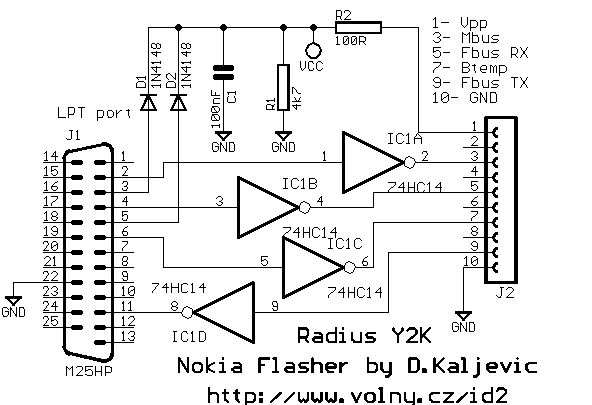 R2
100R
1- Vpp
3- Mbus
5- Fbus RX
7- Btemp
9- Fbus TX
10- GND
D1
1N4148
D2
1N4148
100nF
C1
R1
4k7
VCC
GND
GND
LPT port
J1
14
15
16
17
18
19
20
21
22
23
24
25
1
2
3
4
5
6
7
8
9
10
11
12
13
M25HP
GND
1
IC1A
2
74HC14
3
IC1B
4
74HC14
5
IC1C
6
74HC14
74HC14
8
9
IC1D
1
2
3
4
5
6
7
8
9
10
J2
GND
Radius Y2K
Nokia Flasher by D.Kaljevic
http://www.volny.cz/id2